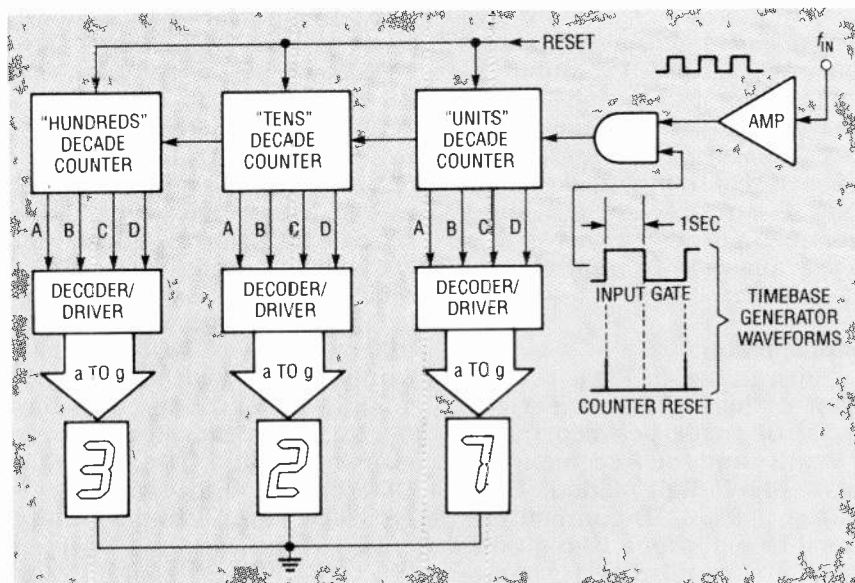 RESET
f IN
"HUNDREDS"
DECADE
COUNTER
"TENS"
DECADE
COUNTER
"UNITS"
DECADE
COUNTER
AMP
A B C D
A B C D
A B C D
1SEC
DECODER/
DRIVER
DECODER/
DRIVER
DECODER/
DRIVER
INPUT GATE
TIMEBASE
GENERATOR
WAVEFORMS
a TO g
a TO g
a TO g
COUNTER RESET
3
2
7